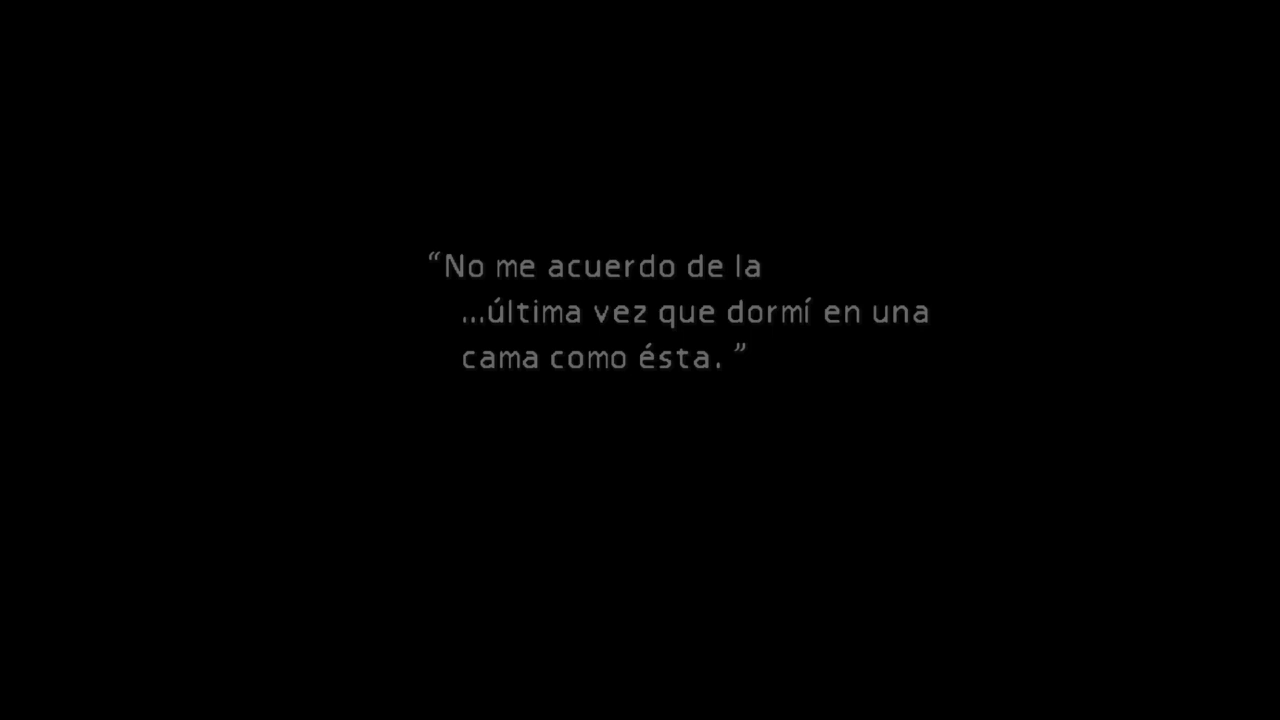 “No me acuerdo de la
...última vez que dormí en una
cama como ésta. ”